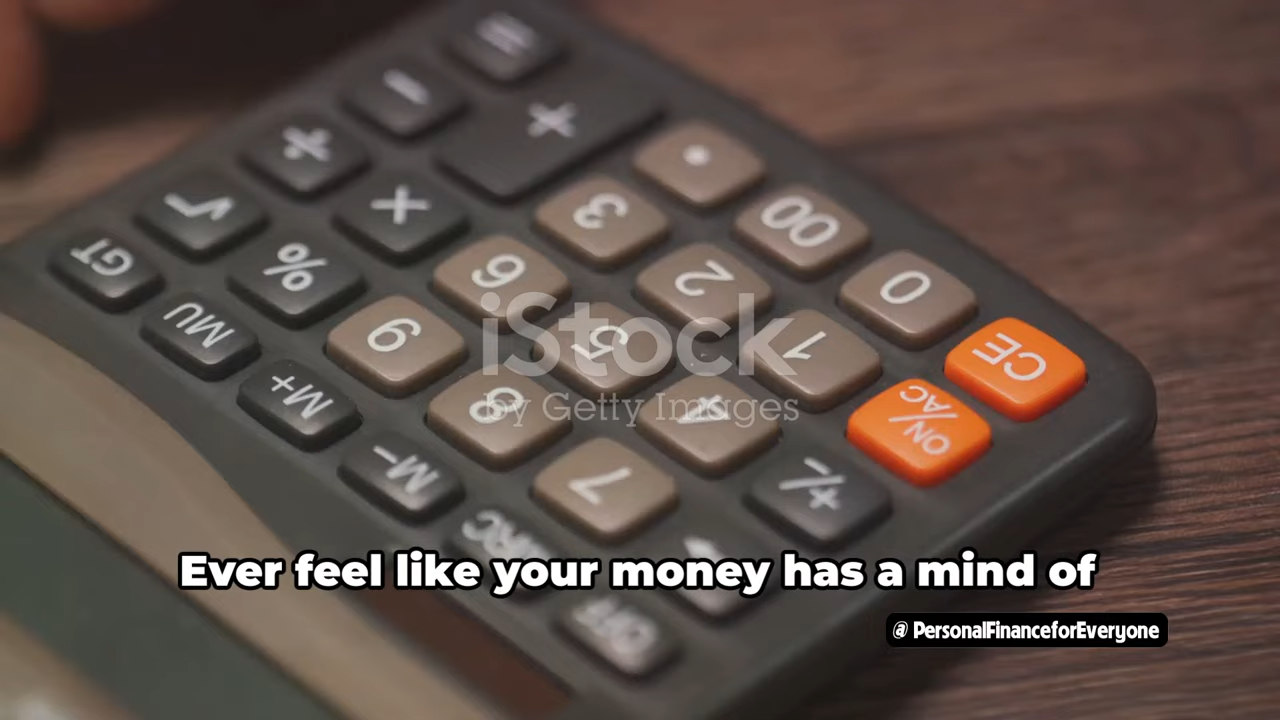 =
− +
÷ •
√ × 3 00
GT % 6 2 0
MU 9 5 1 CE
M+ 8 4 ON/AC
M− 7 +/−
OFF
iStock
by Getty Images
Ever feel like your money has a mind of
@ PersonalFinanceforEveryone